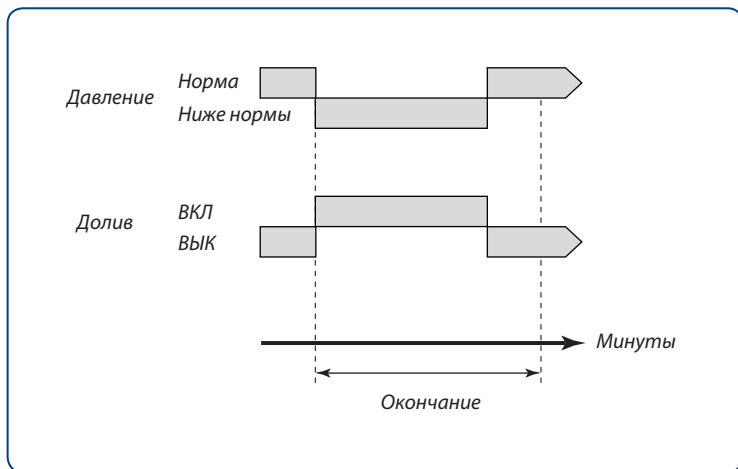 Давление
Норма
Ниже нормы
Долив
ВКЛ
ВЫК
Минуты
Окончание